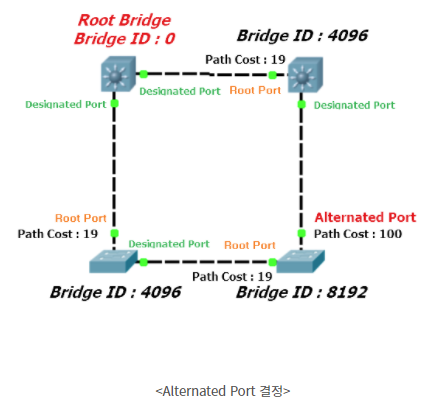 Root Bridge
Bridge ID : 0
Bridge ID : 4096
Path Cost : 19
Designated Port
Root Port
Designated Port
Designated Port
Root Port
Path Cost : 19
Designated Port
Root Port
Alternated Port
Path Cost : 100
Path Cost : 19
Bridge ID : 4096
Bridge ID : 8192
<Alternated Port 결정>